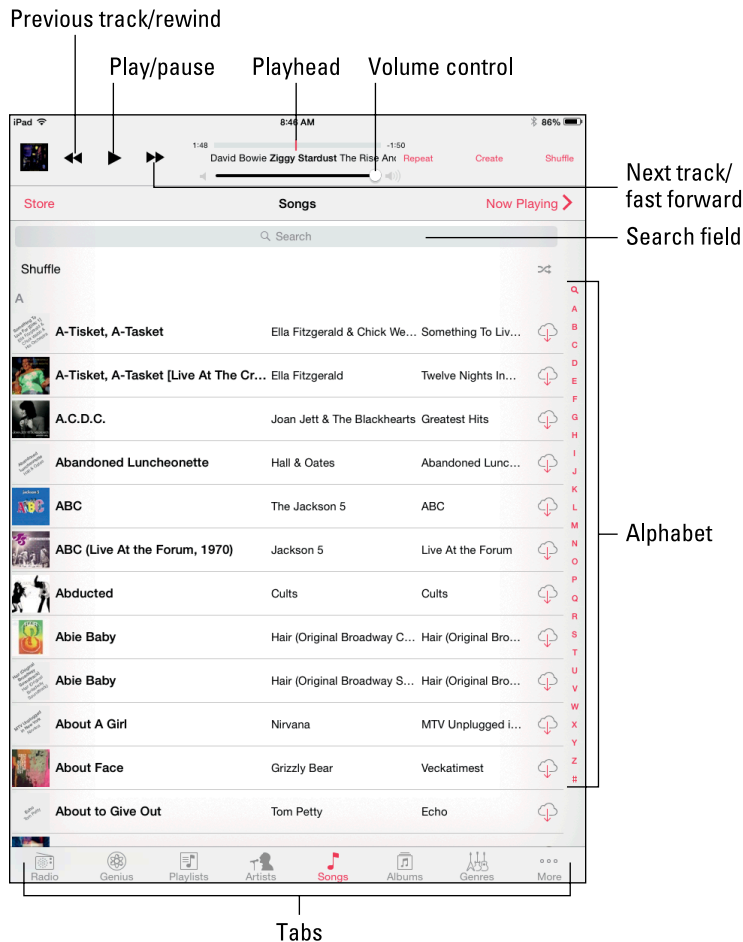 Previous track/rewind
Play/pause
Playhead
Volume control
iPad
8:46 AM
86%
1:48
-1:50
David Bowie Ziggy Stardust The Rise And
Repeat
Create
Shuffle
Next track/
fast forward
Store
Songs
Now Playing
Search field
Search
Shuffle
A
A-Tisket, A-Tasket Ella Fitzgerald & Chick We... Something To Liv...
A-Tisket, A-Tasket [Live At The Cr... Ella Fitzgerald Twelve Nights In...
A.C.D.C. Joan Jett & The Blackhearts Greatest Hits
Abandoned Luncheonette Hall & Oates Abandoned Lunc...
ABC The Jackson 5 ABC
ABC (Live At the Forum, 1970) Jackson 5 Live At the Forum
Abducted Cults Cults
Abie Baby Hair (Original Broadway C... Hair (Original Bro...
Abie Baby Hair (Original Broadway S... Hair (Original Bro...
About A Girl Nirvana MTV Unplugged i...
About Face Grizzly Bear Veckatimest
About to Give Out Tom Petty Echo
A
B
C
D
E
F
G
H
I
J
K
L
M
N
O
P
Q
R
S
T
U
V
W
X
Y
Z
#
Alphabet
Radio
Genius
Playlists
Artists
Songs
Albums
Genres
More
Tabs